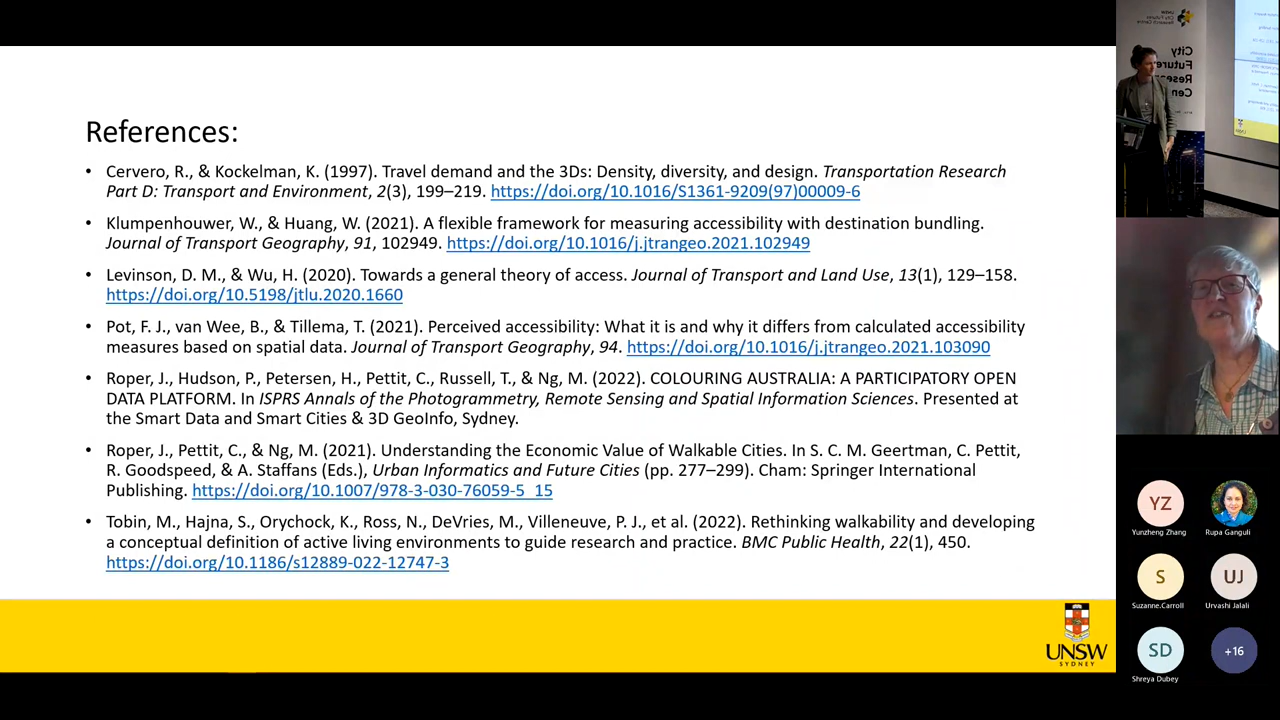 References:
• Cervero, R., & Kockelman, K. (1997). Travel demand and the 3Ds: Density, diversity, and design. Transportation Research
Part D: Transport and Environment, 2(3), 199–219. https://doi.org/10.1016/S1361-9209(97)00009-6
• Klumpenhouwer, W., & Huang, W. (2021). A flexible framework for measuring accessibility with destination bundling.
Journal of Transport Geography, 91, 102949. https://doi.org/10.1016/j.jtrangeo.2021.102949
• Levinson, D. M., & Wu, H. (2020). Towards a general theory of access. Journal of Transport and Land Use, 13(1), 129–158.
https://doi.org/10.5198/jtlu.2020.1660
• Pot, F. J., van Wee, B., & Tillema, T. (2021). Perceived accessibility: What it is and why it differs from calculated accessibility
measures based on spatial data. Journal of Transport Geography, 94. https://doi.org/10.1016/j.jtrangeo.2021.103090
• Roper, J., Hudson, P., Petersen, H., Pettit, C., Russell, T., & Ng, M. (2022). COLOURING AUSTRALIA: A PARTICIPATORY OPEN
DATA PLATFORM. In ISPRS Annals of the Photogrammetry, Remote Sensing and Spatial Information Sciences. Presented at
the Smart Data and Smart Cities & 3D GeoInfo, Sydney.
• Roper, J., Pettit, C., & Ng, M. (2021). Understanding the Economic Value of Walkable Cities. In S. C. M. Geertman, C. Pettit,
R. Goodspeed, & A. Staffans (Eds.), Urban Informatics and Future Cities (pp. 277–299). Cham: Springer International
Publishing. https://doi.org/10.1007/978-3-030-76059-5_15
• Tobin, M., Hajna, S., Orychock, K., Ross, N., DeVries, M., Villeneuve, P. J., et al. (2022). Rethinking walkability and developing
a conceptual definition of active living environments to guide research and practice. BMC Public Health, 22(1), 450.
https://doi.org/10.1186/s12889-022-12747-3
UNSW
SYDNEY
UNSW
City Futures
Research Centre
City
Future
Resea
Cen
YZ
Yunzheng Zhang
Rupa Ganguli
S
Suzanne.Carroll
UJ
Urvashi Jalali
SD
Shreya Dubey
+16